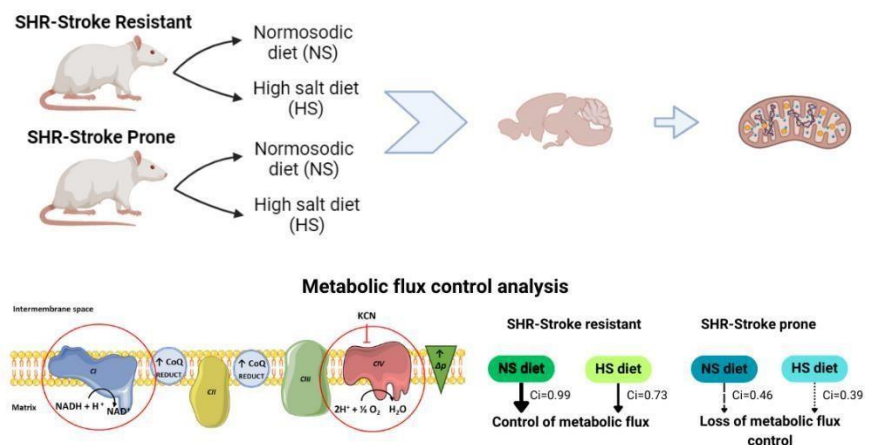 SHR-Stroke Resistant
Normosodic
diet (NS)
High salt diet
(HS)
SHR-Stroke Prone
Normosodic
diet (NS)
High salt diet
(HS)
Metabolic flux control analysis
Intermembrane space
KCN
CI
↑ CoQ
REDUCT
CII
↑ CoQ
REDUCT
CIII
CIV
↑
Δp
Matrix
NADH + H⁺
NAD⁺
2H⁺ + ½ O₂
H₂O
SHR-Stroke resistant
NS diet
HS diet
Ci=0.99
Ci=0.73
Control of metabolic flux
SHR-Stroke prone
NS diet
HS diet
Ci=0.46
Ci=0.39
Loss of metabolic flux
control